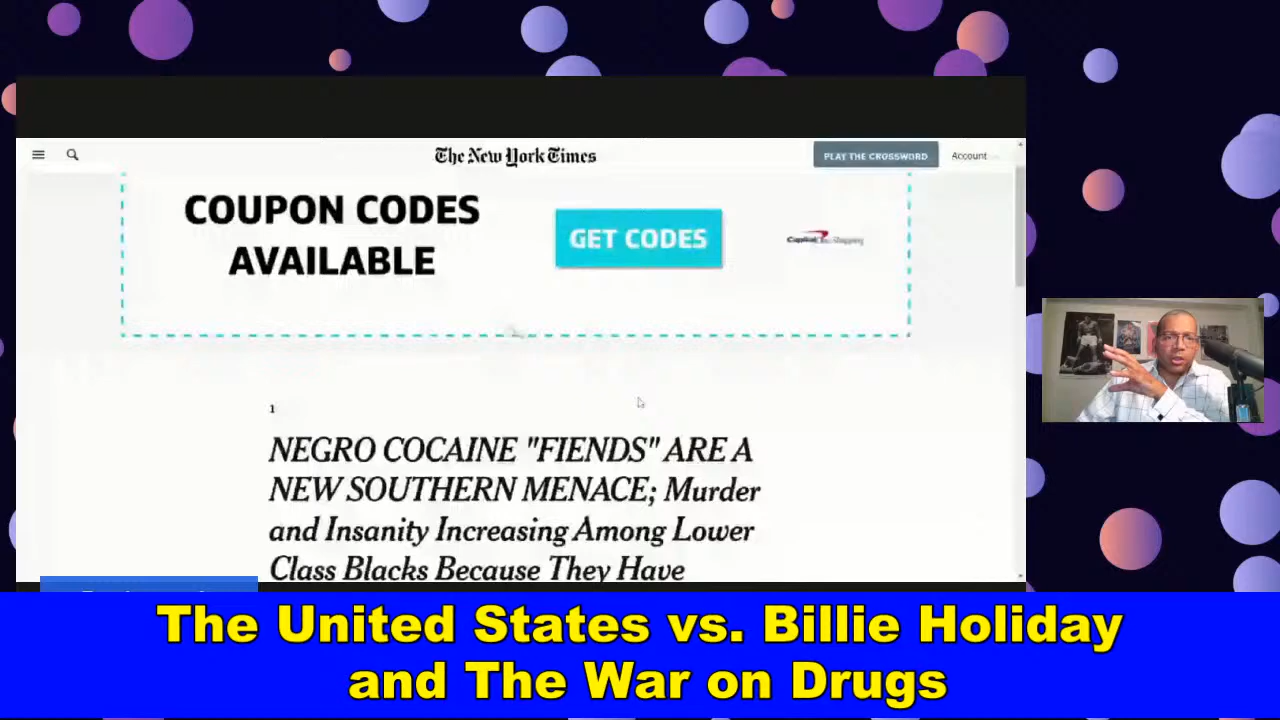 The New York Times
PLAY THE CROSSWORD
Account
COUPON CODES
AVAILABLE
GET CODES
Shopping
1
NEGRO COCAINE "FIENDS" ARE A
NEW SOUTHERN MENACE; Murder
and Insanity Increasing Among Lower
Class Blacks Because They Have
The United States vs. Billie Holiday
and The War on Drugs